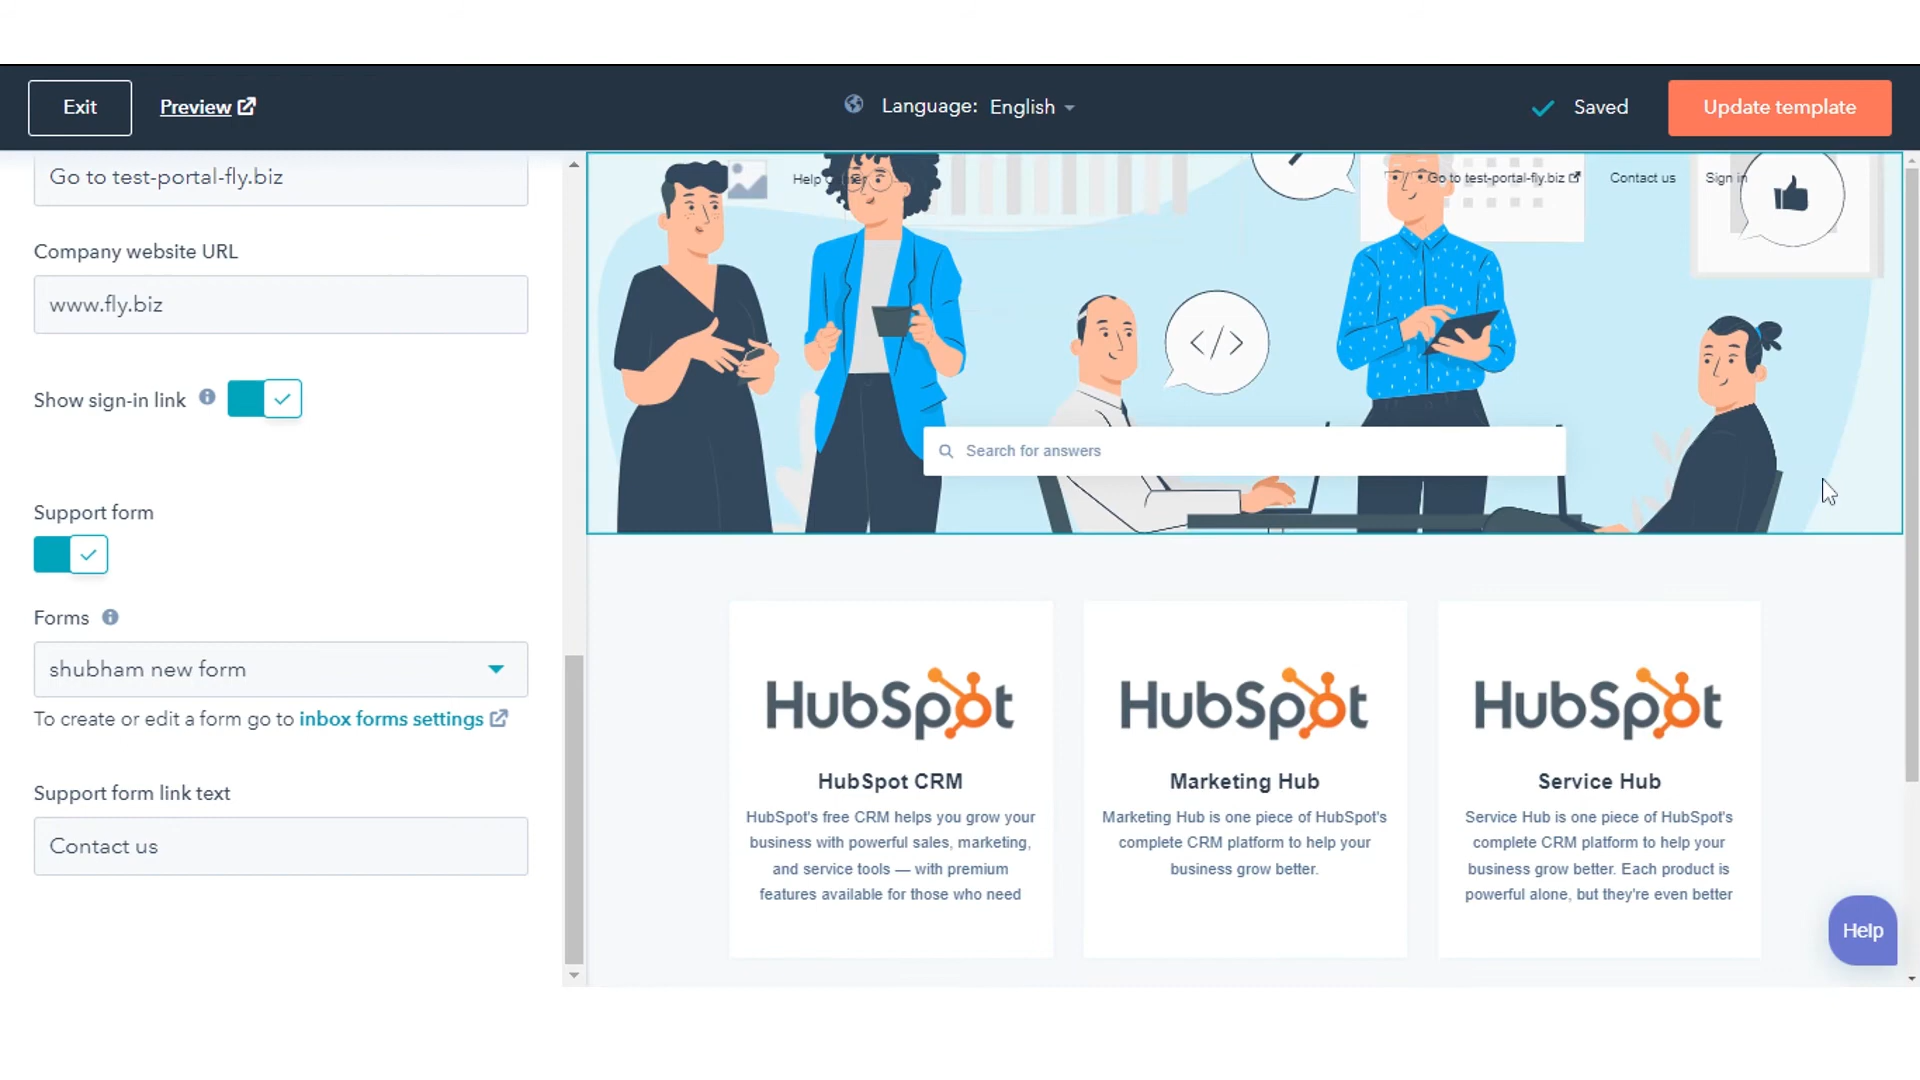 Exit
Preview
Language: English
Saved
Update template
Go to test-portal-fly.biz
Company website URL
www.fly.biz
Show sign-in link
Support form
Forms
shubham new form
To create or edit a form go to inbox forms settings
Support form link text
Contact us
Help Center
Go to test-portal-fly.biz
Contact us
Sign in
</>
Search for answers
HubSpot
HubSpot CRM
HubSpot's free CRM helps you grow your
business with powerful sales, marketing,
and service tools — with premium
features available for those who need
HubSpot
Marketing Hub
Marketing Hub is one piece of HubSpot's
complete CRM platform to help your
business grow better.
HubSpot
Service Hub
Service Hub is one piece of HubSpot's
complete CRM platform to help your
business grow better. Each product is
powerful alone, but they're even better
Help